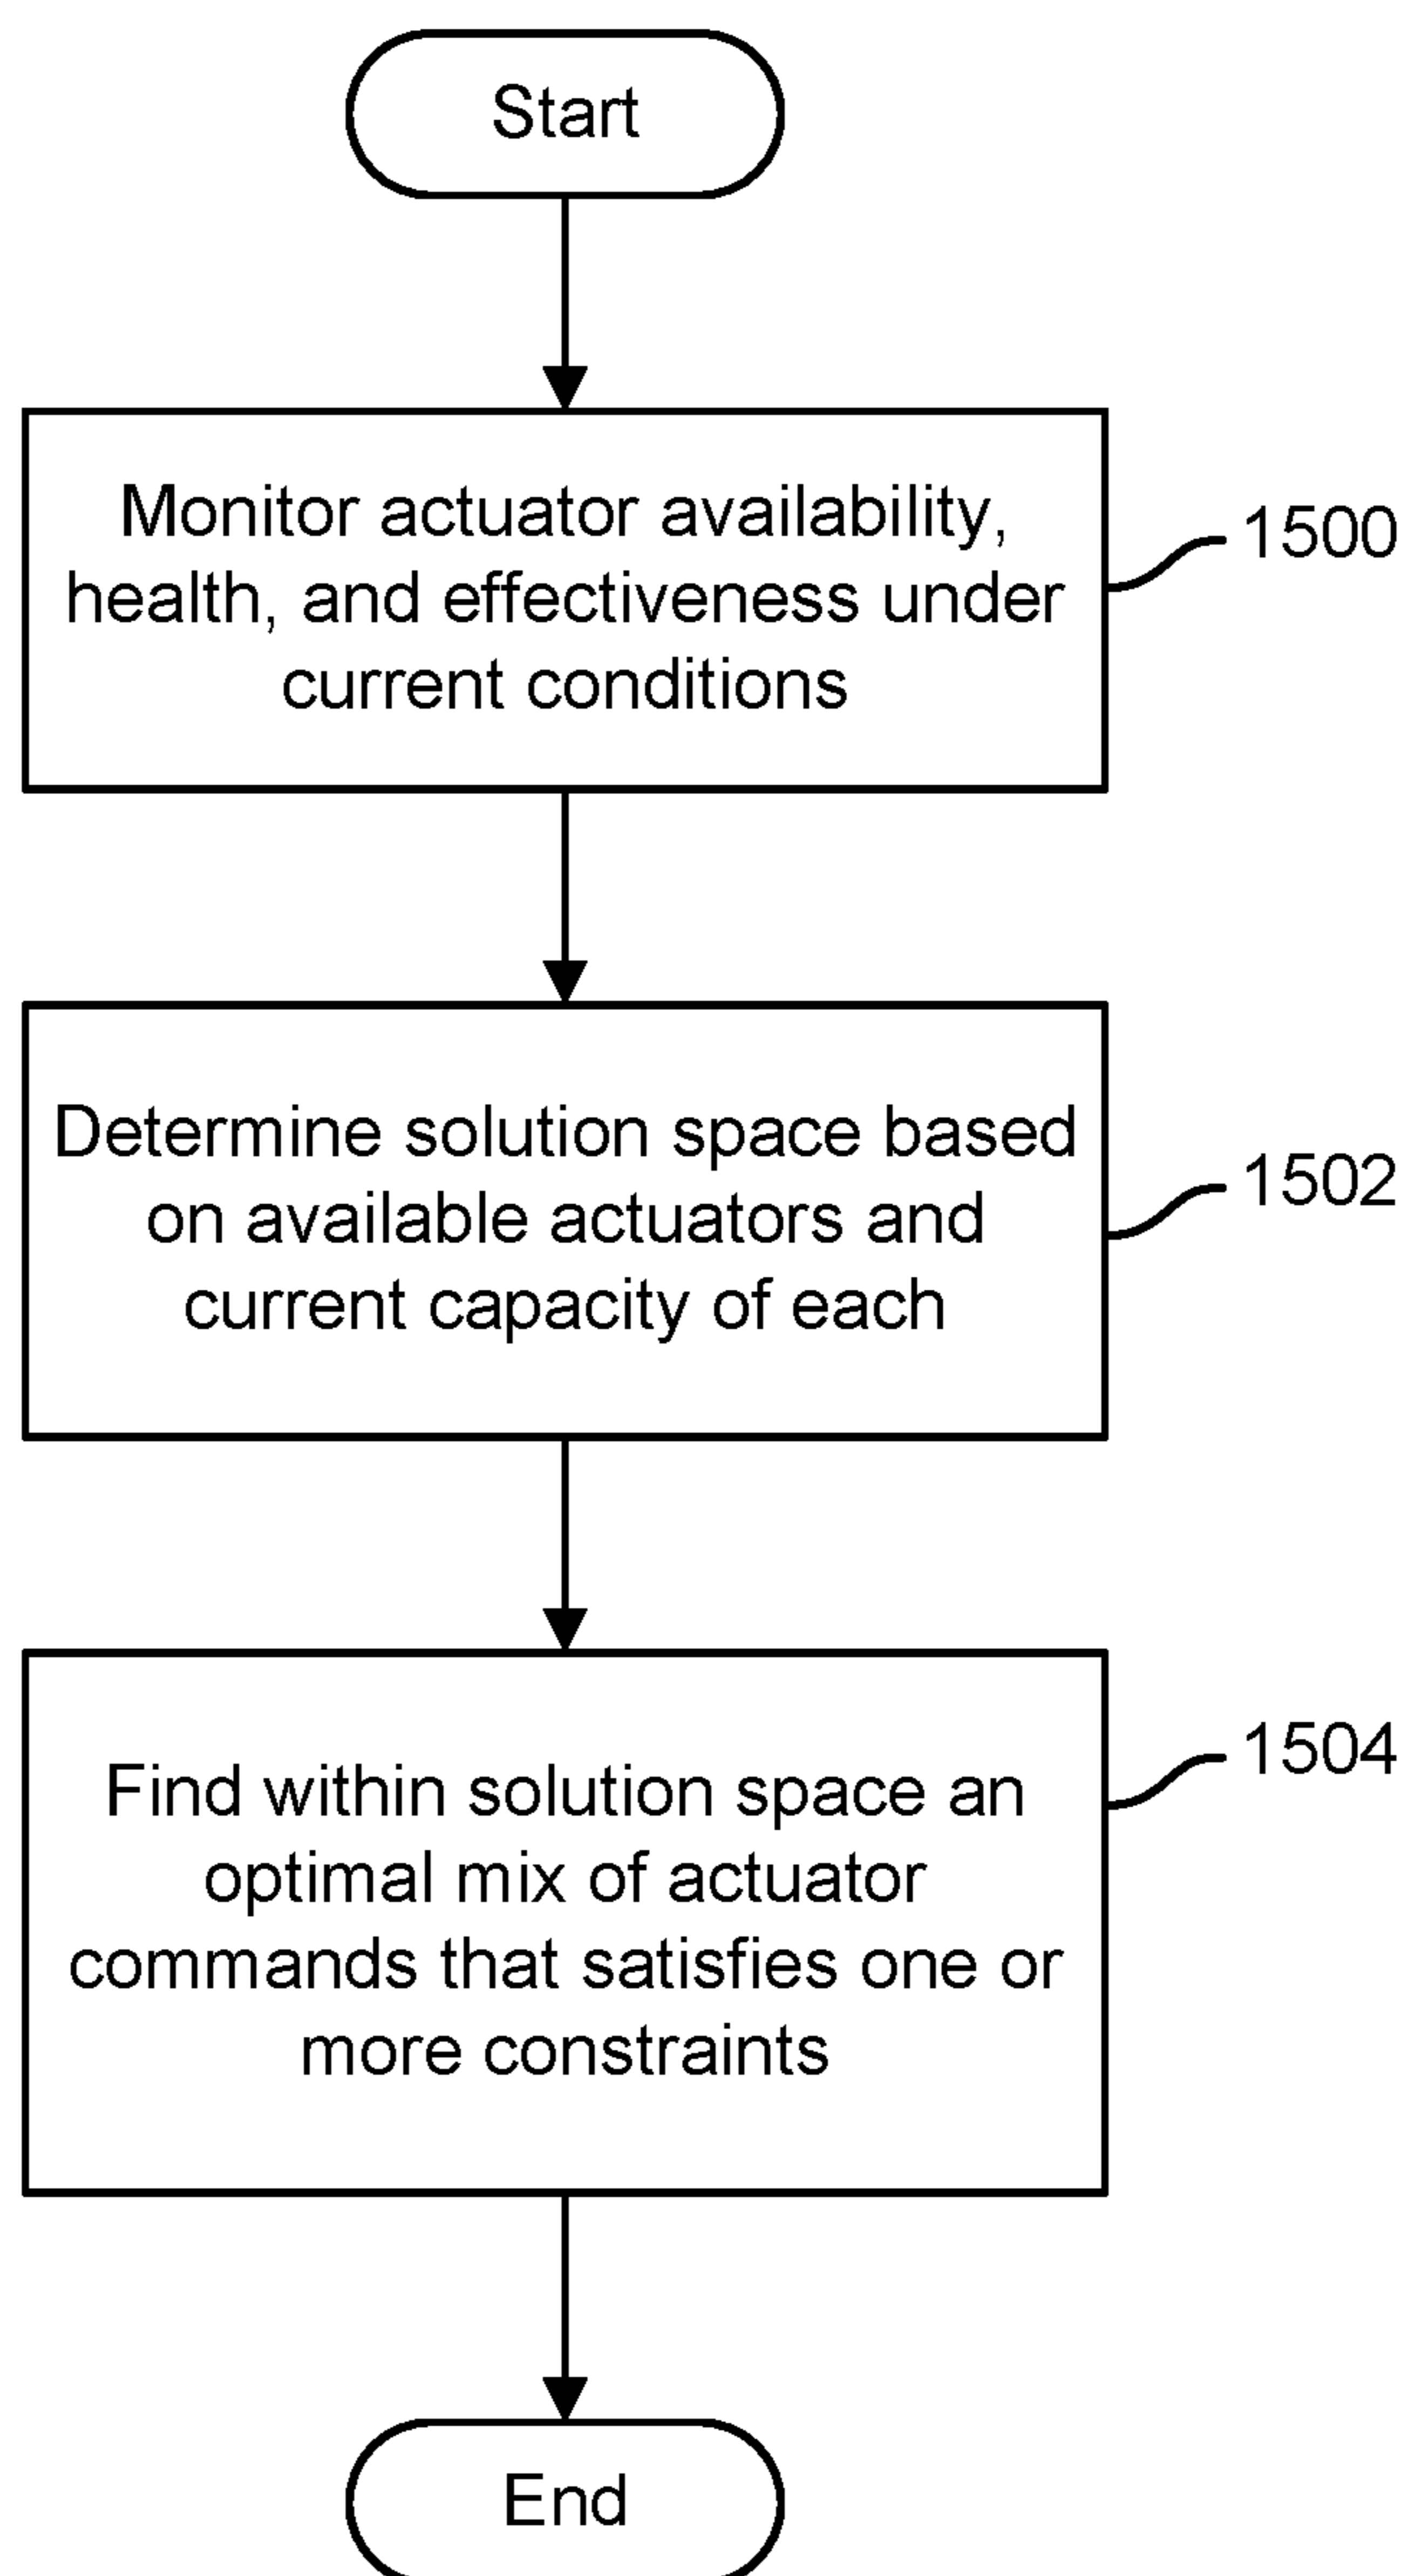 Start
Monitor actuator availability,
health, and effectiveness under
current conditions
1500
Determine solution space based
on available actuators and
current capacity of each
1502
Find within solution space an
optimal mix of actuator
commands that satisfies one or
more constraints
1504
End